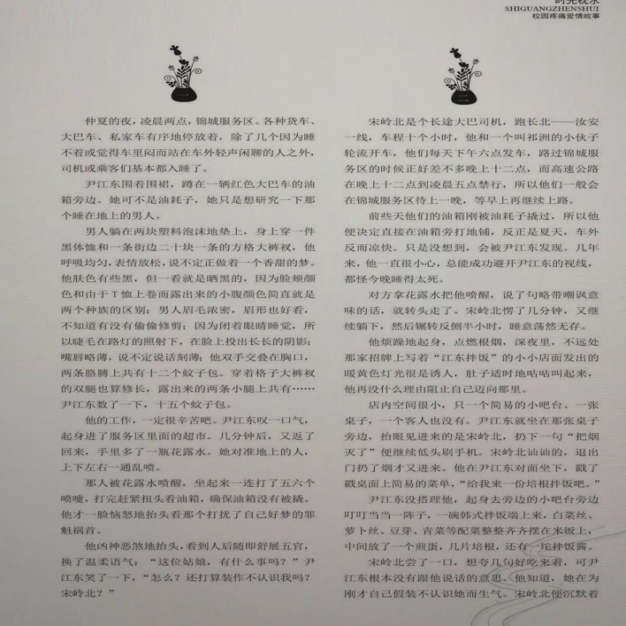 时光枕水
SHIGUANGZHENSHUI
校园疼痛爱情故事
仲夏的夜，凌晨两点，锦城服务区。各种货车、
大巴车、私家车有序地停放着，除了几个因为睡
不着或觉得车里闷而站在车外轻声闲聊的人之外，
司机或乘客们基本都入睡了。
尹江东围着围裙，蹲在一辆红色大巴车的油
箱旁边。她可不是油耗子，她只是想研究一下那
个睡在地上的男人。
男人躺在两块塑料泡沫地垫上，身上穿一件
黑体恤和一条街边二十块一条的方格大裤衩，他
呼吸均匀，表情放松，说不定正做着一个香甜的梦。
他肤色有些黑，但一看就是晒黑的，因为脸颊颜
色和由于T恤上卷而露出来的小腹颜色简直就是
两个种族的区别；男人眉毛浓密，眉形也好看，
不知道有没有偷偷修剪；因为闭着眼睛睡觉，所
以睫毛在路灯的照射下，在脸上投出长长的阴影；
嘴唇略薄，说不定说话刻薄；他双手交叠在胸口，
两条胳膊上共有十二个蚊子包。穿着格子大裤衩
的双腿也算修长，露出来的两条小腿上共有……
尹江东数了一下，十五个蚊子包。
他的工作，一定很辛苦吧。尹江东叹一口气，
起身进了服务区里面的超市。几分钟后，又返了
回来，手里多了一瓶花露水。她对准地上的人，
上下左右一通乱喷。
那人被花露水喷醒，坐起来一连打了五六个
喷嚏，打完赶紧扭头看油箱，确保油箱没有被撬。
他才一脸恼怒地抬头看那个打扰了自己好梦的罪
魁祸首。
他凶神恶煞地抬头，看到人后随即舒展五官，
换了温柔语气：“这位姑娘，有什么事吗？”尹
江东笑了一下，“怎么？还打算装作不认识我吗？
宋岭北？”
宋岭北是个长途大巴司机，跑长北——汝安
一线，车程十个小时，他和一个叫祁洲的小伙子
轮流开车，他们每天下午六点发车，路过锦城服
务区的时候正好差不多晚上十二点，而高速公路
在晚上十二点到凌晨五点禁行，所以他们一般会
在锦城服务区待上一晚，等早上再继续上路。
前些天他们的油箱刚被油耗子撬过，所以他
便决定直接在油箱旁打地铺，反正是夏天，车外
反而凉快。只是没想到，会被尹江东发现。几年
来，他一直很小心，总能成功避开尹江东的视线，
都怪今晚睡得太死。
对方拿花露水把他喷醒，说了句略带嘲讽意
味的话，就转头走了。宋岭北愣了几分钟，又继
续躺下，然后辗转反侧半小时，睡意荡然无存。
他烦躁地起身，点燃根烟，深夜里，不远处
那家招牌上写着“江东拌饭”的小小店面发出的
暖黄色灯光很是诱人，肚子适时地咕咕叫起来，
他再没什么理由阻止自己迈向那里。
店内空间很小，只一个简易的小吧台、一张
桌子，一个客人也没有。尹江东就坐在那张桌子
旁边，抬眼见进来的是宋岭北，扔下一句“把烟
灭了”便继续低头刷手机。宋岭北讪讪的，退出
门扔了烟才又进来。他在尹江东对面坐下，戳了
戳桌面上简易的菜单，“给我来一份培根拌饭吧。”
尹江东没搭理他，起身去旁边的小吧台旁边
叮叮当当一阵子，一碗韩式拌饭端上来，白菜丝、
萝卜丝、豆芽、青菜等配菜整整齐齐摆在米饭上，
中间放了一个煎蛋，几片培根，还有一坨拌饭酱。
宋岭北尝了一口，想夸几句好吃来着，可尹
江东根本没有跟他说话的意思。他知道，她在为
刚才自己假装不认识她而生气。宋岭北便沉默着